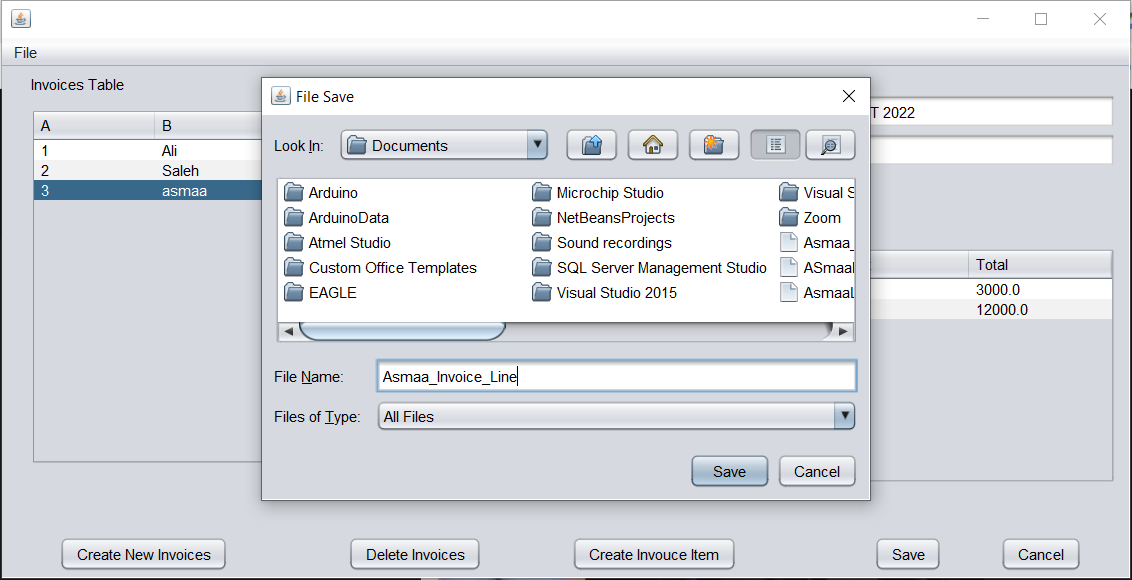 File
Invoices Table
A B
1 Ali
2 Saleh
3 asmaa
File Save
Look In: Documents
Arduino
ArduinoData
Atmel Studio
Custom Office Templates
EAGLE
Microchip Studio
NetBeansProjects
Sound recordings
SQL Server Management Studio
Visual Studio 2015
Visual S
Zoom
Asmaa_
ASmaa
Asmaa
File Name: Asmaa_Invoice_Line
Files of Type: All Files
Save Cancel
2022
Total
3000.0
12000.0
Create New Invoices Delete Invoices Create Invouce Item Save Cancel